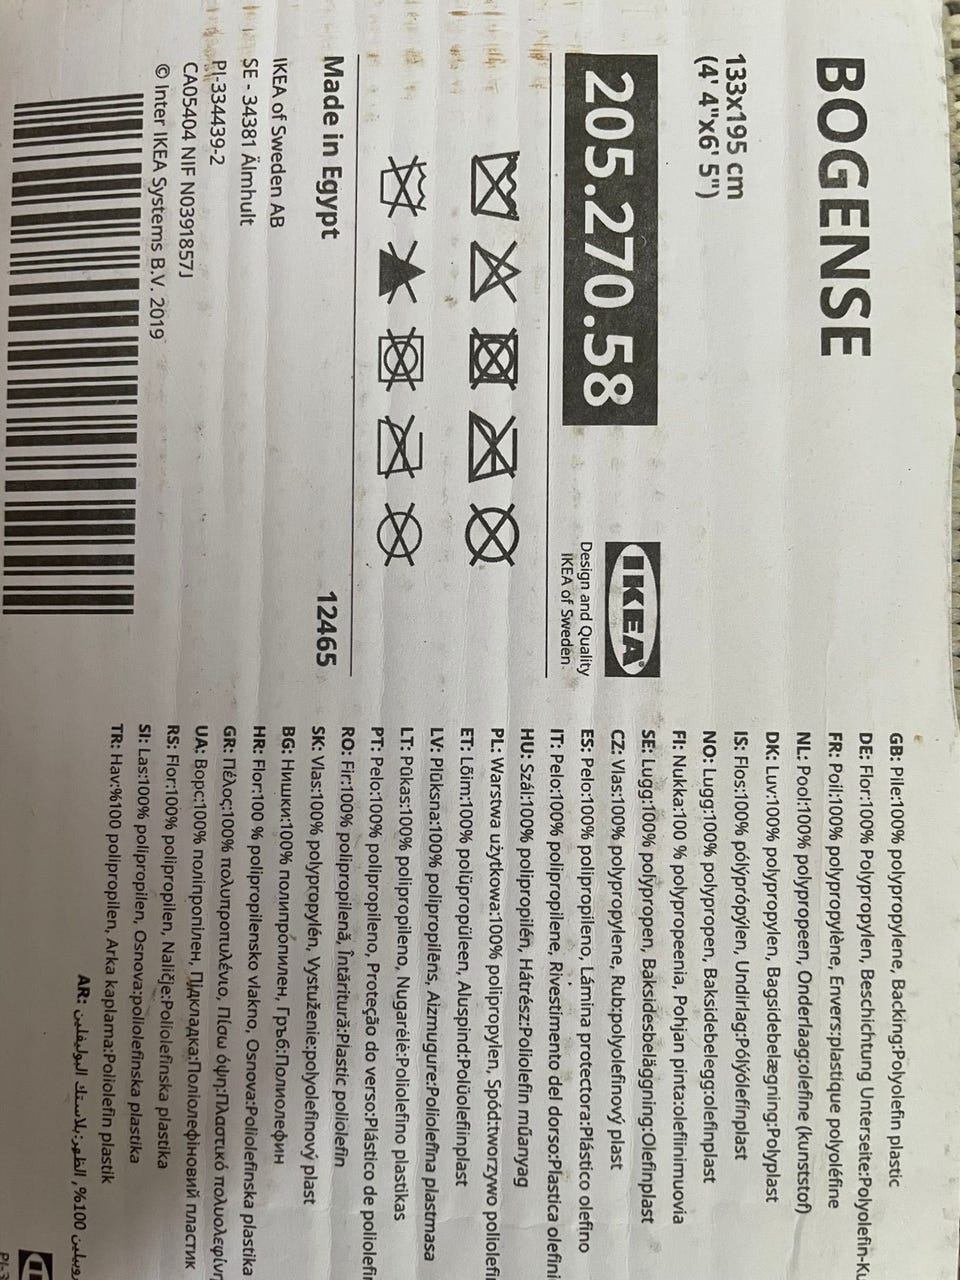 BOGENSE
133x195 cm
(4' 4"x6' 5")
205.270.58
IKEA
Design and Quality
IKEA of Sweden
Made in Egypt
12465
IKEA of Sweden AB
SE - 34381 Älmhult
PI-334439-2
CA05404 NIF N0391857J
© Inter IKEA Systems B.V. 2019
GB: Pile:100% polypropylene, Backing:Polyolefin plastic
DE: Flor:100% Polypropylen, Beschichtung Unterseite:Polyolefin-Ku
FR: Poil:100% polypropylène, Envers:plastique polyoléfine
NL: Pool:100% polypropeen, Onderlaag:olefine (kunststof)
DK: Luv:100% polypropylen, Bagsidebelægning:Polyplast
IS: Flos:100% pólýprópýlen, Undirlag:Pólýólefínplast
NO: Lugg:100% polypropen, Baksidebelegg:olefinplast
FI: Nukka:100 % polypropeenia, Pohjan pinta:olefiinimuovia
SE: Lugg:100% polypropen, Baksidesbeläggning:Olefinplast
CZ: Vlas:100% polypropylene, Rub:polyolefinový plast
ES: Pelo:100% polipropileno, Lámina protectora:Plástico olefino
IT: Pelo:100% polipropilene, Rivestimento del dorso:Plastica olefini
HU: Szál:100% polipropilén, Hátrész:Poliolefin műanyag
PL: Warstwa użytkowa:100% polipropylen, Spód:tworzywo poliolefi
ET: Lõim:100% polüpropüleen, Aluspind:Polüolefiinplast
LV: Plūksna:100% polipropilēns, Aizmugure:Poliolefīna plastmasa
LT: Pūkas:100% polipropileno, Nugarėlė:Poliolefino plastikas
PT: Pelo:100% polipropileno, Proteção do verso:Plástico de poliolefin
RO: Fir:100% polipropilenă, Întăritură:Plastic poliolefin
SK: Vlas:100% polypropylén, Vystuženie:polyolefinový plast
BG: Нишки:100% полипропилен, Гръб:Полиолефин
HR: Flor:100 % polipropilensko vlakno, Osnova:Poliolefinska plastika
GR: Πέλος:100% πολυπροπυλένιο, Πίσω όψη:Πλαστικό πολυολεφίνη
UA: Ворс:100% поліпропілен, Підкладка:Поліолефіновий пластик
RS: Flor:100% polipropilen, Naličje:Poliolefinska plastika
SI: Las:100% polipropilen, Osnova:poliolefinska plastika
TR: Hav:%100 polipropilen, Arka kaplama:Poliolefin plastik
AR: 100%, الظهر:بلاستك البوليفلين